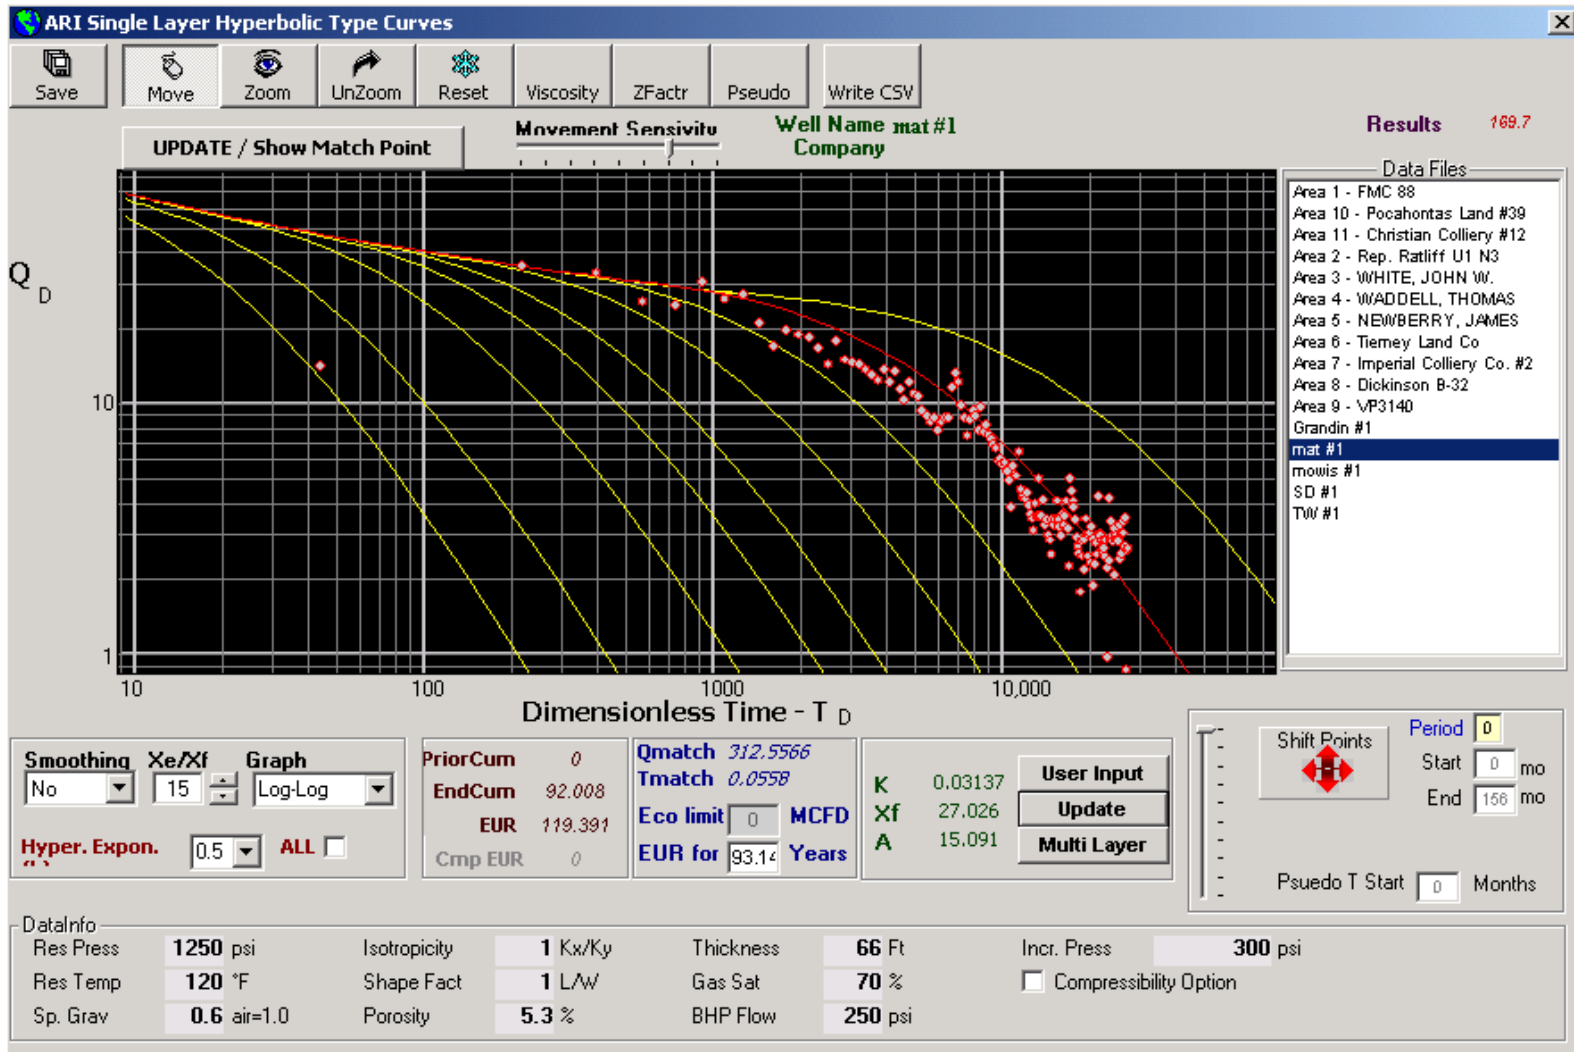 ARI Single Layer Hyperbolic Type Curves
Save Move Zoom UnZoom Reset Viscosity ZFactr Pseudo Write CSV
UPDATE / Show Match Point
Movement Sensivity
Well Name mat #1
Company
Results 169.7
Data Files
Area 1 - FMC 88
Area 10 - Pocahontas Land #39
Area 11 - Christian Colliery #12
Area 2 - Rep. Ratliff U1 N3
Area 3 - WHITE, JOHN W.
Area 4 - WADDELL, THOMAS
Area 5 - NEWBERRY, JAMES
Area 6 - Tierney Land Co
Area 7 - Imperial Colliery Co. #2
Area 8 - Dickinson B-32
Area 9 - VP3140
Grandin #1
mat #1
mowis #1
SD #1
TW #1
Q D
10
1
10 100 1000 10,000
Dimensionless Time - T D
Smoothing Xe/Xf Graph
No 15 Log-Log
Hyper. Expon. 0.5 ALL
PriorCum 0
EndCum 92.008
EUR 119.391
Cmp EUR 0
Qmatch 312.5566
Tmatch 0.0558
Eco limit 0 MCFD
EUR for 93.14 Years
K 0.03137
Xf 27.026
A 15.091
User Input
Update
Multi Layer
Shift Points
Period 0
Start 0 mo
End 156 mo
Psuedo T Start 0 Months
DataInfo
Res Press 1250 psi Isotropicity 1 Kx/Ky Thickness 66 Ft Incr. Press 300 psi
Res Temp 120 °F Shape Fact 1 L/W Gas Sat 70 % Compressibility Option
Sp. Grav 0.6 air=1.0 Porosity 5.3 % BHP Flow 250 psi